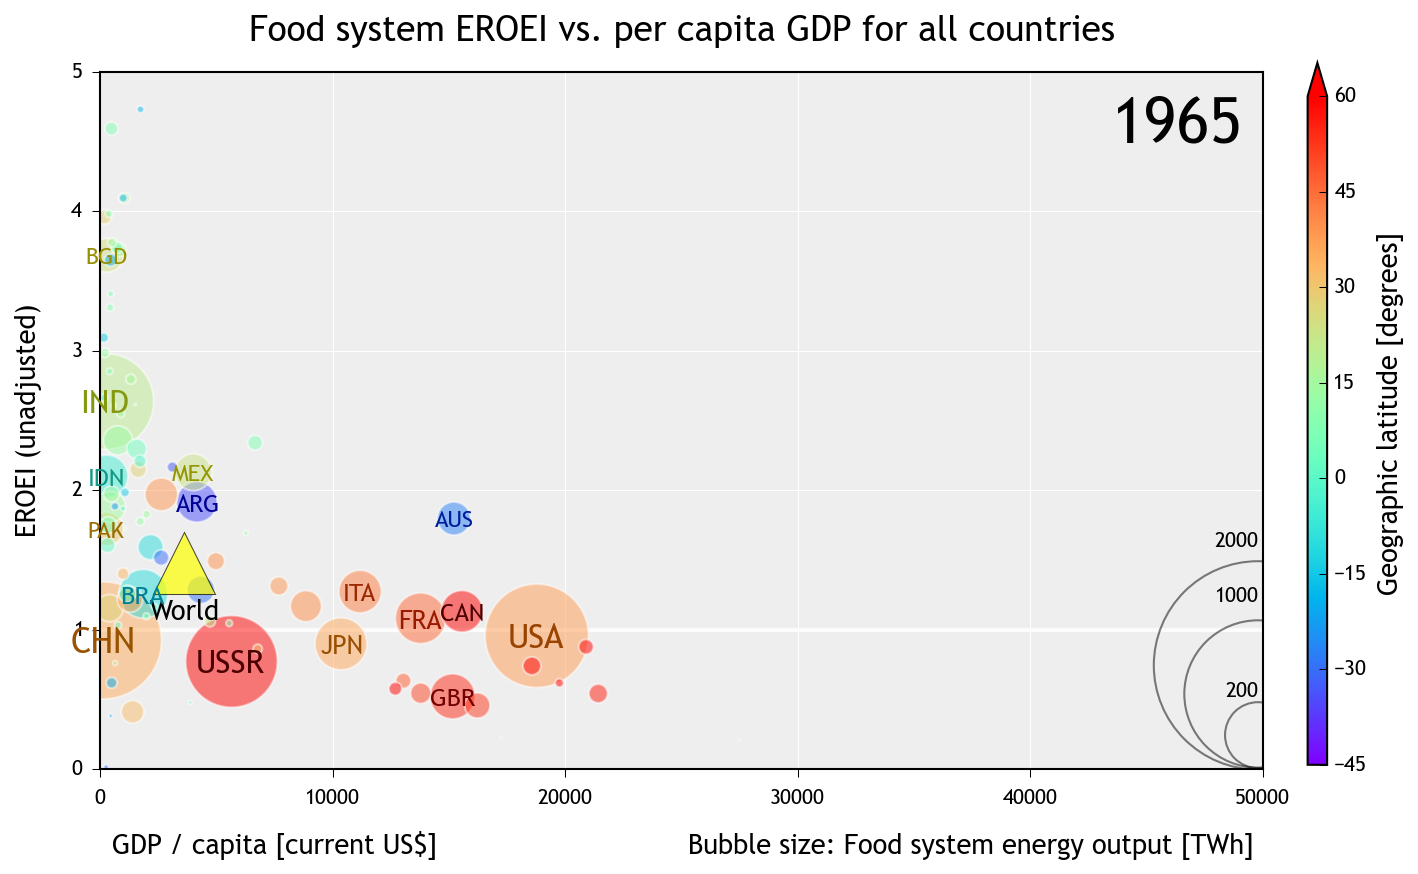 Food system EROEI vs. per capita GDP for all countries
1965
EROEI (unadjusted)
5
4
3
2
1
0
BGD
IND
IDN
MEX
ARG
AUS
PAK
BRA
World
ITA
CAN
FRA
CHN
USSR
JPN
USA
GBR
2000
1000
200
0
10000
20000
30000
40000
50000
GDP / capita [current US$]
Bubble size: Food system energy output [TWh]
60
45
30
15
0
−15
−30
−45
Geographic latitude [degrees]